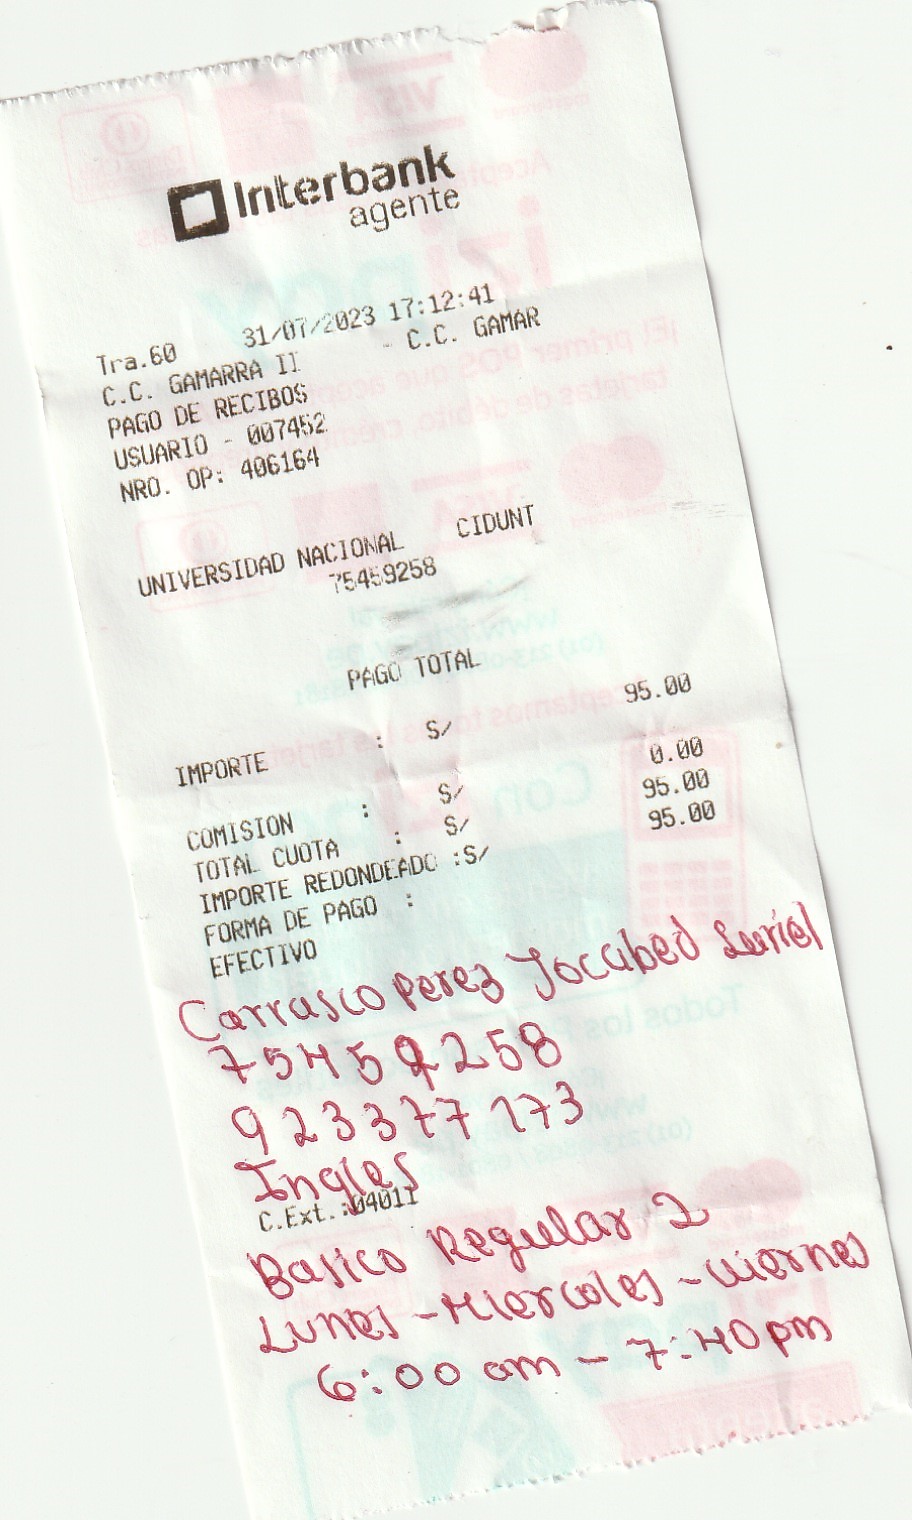 Interbank
agente
Tra.60 31/07/2023 17:12:41
C.C. GAMARRA II - C.C. GAMAR
PAGO DE RECIBOS
USUARIO - 007452
NRO. OP: 406164
UNIVERSIDAD NACIONAL CIDUNT
75459258
PAGO TOTAL
IMPORTE : S/ 95.00
COMISION : S/ 0.00
TOTAL CUOTA : S/ 95.00
IMPORTE REDONDEADO :S/ 95.00
FORMA DE PAGO :
EFECTIVO
Carrasco Perez Jocabed Suriel
75459258
923377173
Ingles
C.Ext.:04011
Basico Regular 2
Lunes - Miercoles - Viernes
6:00 am - 7:40 pm